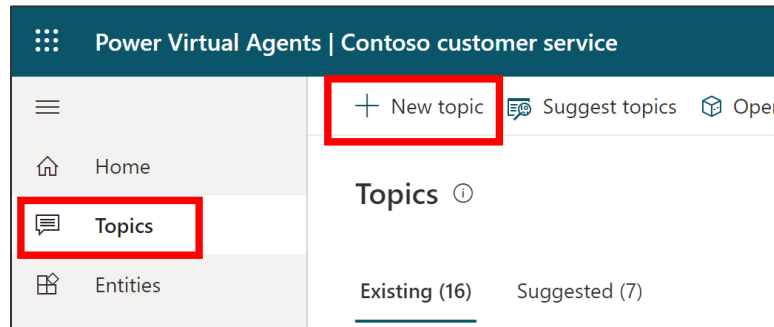 Power Virtual Agents | Contoso customer service
New topic
Suggest topics
Home
Topics
Topics
Entities
Existing (16)
Suggested (7)